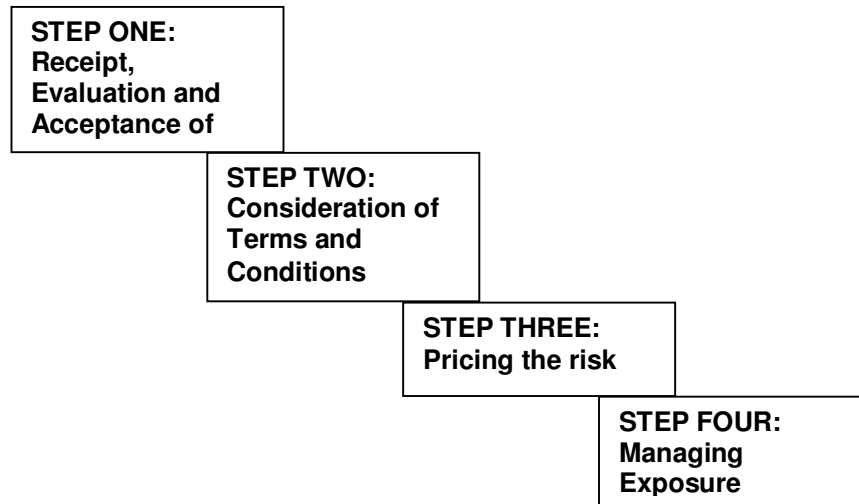 STEP ONE:
Receipt,
Evaluation and
Acceptance of
STEP TWO:
Consideration of
Terms and
Conditions
STEP THREE:
Pricing the risk
STEP FOUR:
Managing
Exposure